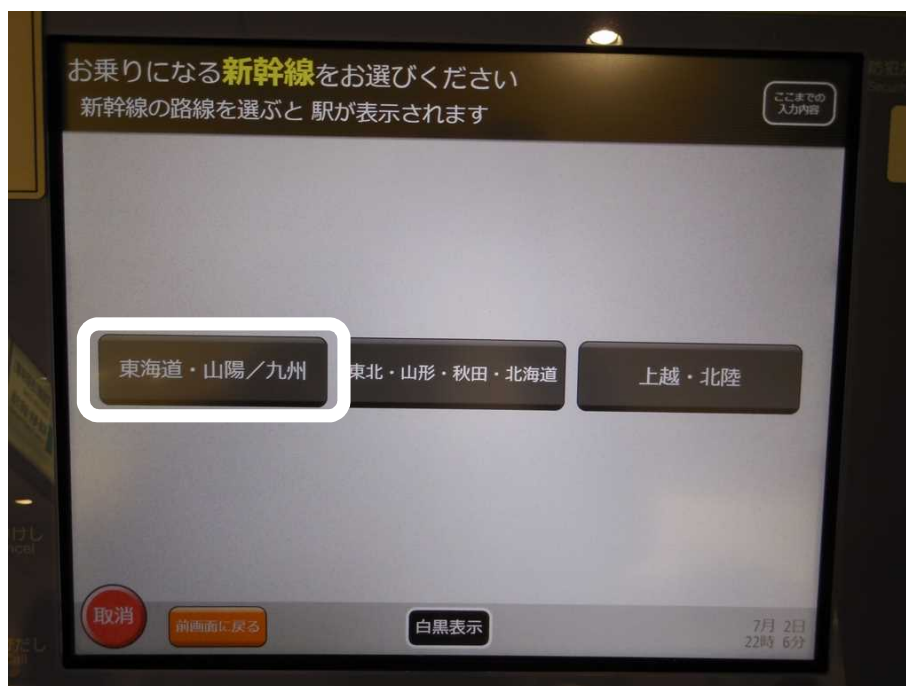 お乗りになる新幹線をお選びください
新幹線の路線を選ぶと 駅が表示されます
ここまでの
入力内容
東海道・山陽／九州
東北・山形・秋田・北海道
上越・北陸
取消
前画面に戻る
白黒表示
7月 2日
22時 6分